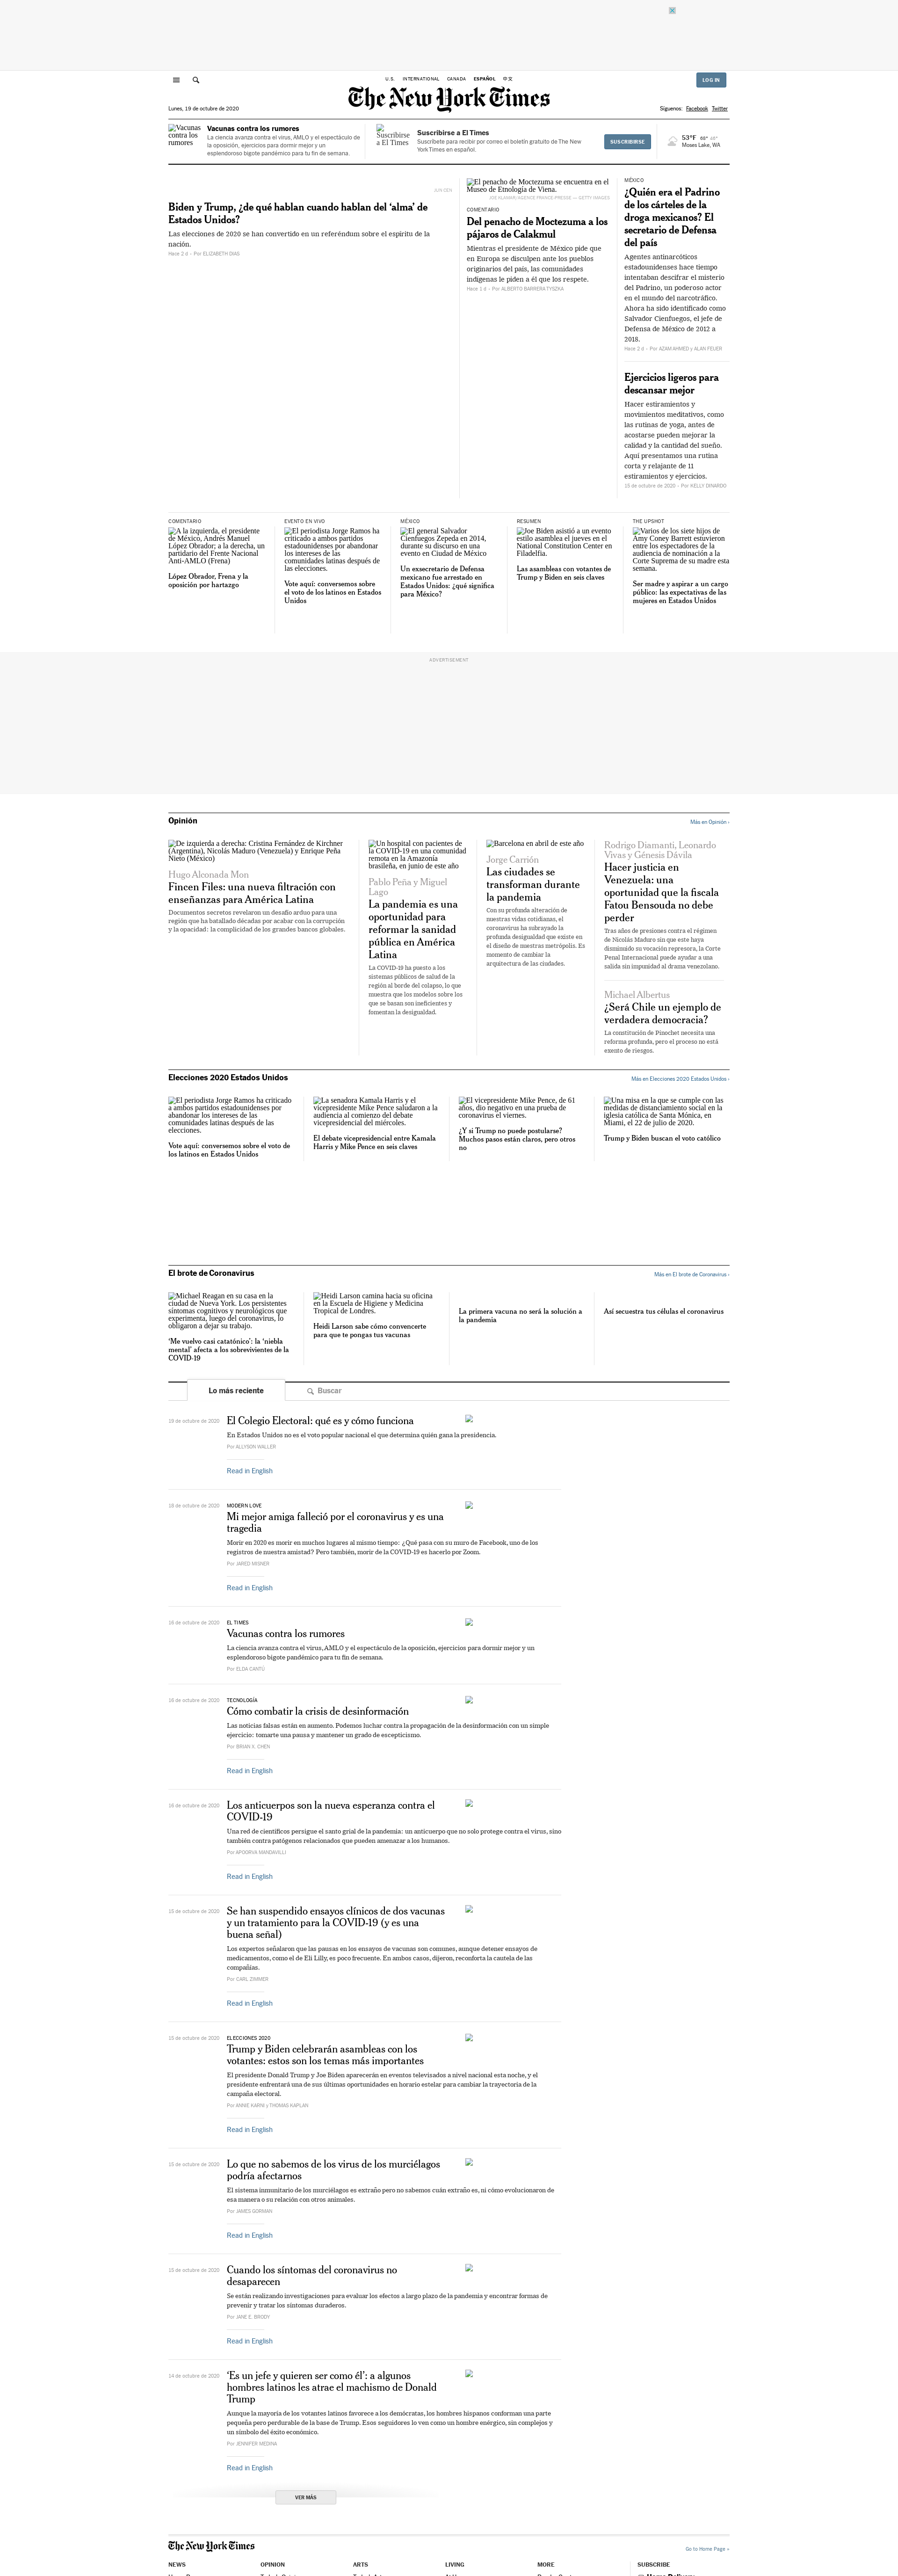 U.S. INTERNATIONAL CANADA ESPAÑOL 中文
LOG IN
The New York Times
Lunes, 19 de octubre de 2020
Síguenos: Facebook Twitter
Vacunas contra los rumores
Vacunas contra los rumores
La ciencia avanza contra el virus, AMLO y el espectáculo de
la oposición, ejercicios para dormir mejor y un
esplendoroso bigote pandémico para tu fin de semana.
Suscribirse a El Times
Suscribirse a El Times
Suscríbete para recibir por correo el boletín gratuito de The New
York Times en español.
SUSCRIBIRSE
53°F
Moses Lake, WA
JUN CEN
Biden y Trump, ¿de qué hablan cuando hablan del ‘alma’ de
Estados Unidos?
Las elecciones de 2020 se han convertido en un referéndum sobre el espíritu de la
nación.
Hace 2 d – Por ELIZABETH DIAS
El penacho de Moctezuma se encuentra en el
Museo de Etnología de Viena.
JOE KLAMAR/AGENCE FRANCE-PRESSE — GETTY IMAGES
COMENTARIO
Del penacho de Moctezuma a los
pájaros de Calakmul
Mientras el presidente de México pide que
en Europa se disculpen ante los pueblos
originarios del país, las comunidades
indígenas le piden a él que los respete.
Hace 1 d – Por ALBERTO BARRERA TYSZKA
MÉXICO
¿Quién era el Padrino
de los cárteles de la
droga mexicanos? El
secretario de Defensa
del país
Agentes antinarcóticos
estadounidenses hace tiempo
intentaban descifrar el misterio
del Padrino, un poderoso actor
en el mundo del narcotráfico.
Ahora ha sido identificado como
Salvador Cienfuegos, el jefe de
Defensa de México de 2012 a
2018.
Hace 2 d – Por AZAM AHMED y ALAN FEUER
Ejercicios ligeros para
descansar mejor
Hacer estiramientos y
movimientos meditativos, como
las rutinas de yoga, antes de
acostarse pueden mejorar la
calidad y la cantidad del sueño.
Aquí presentamos una rutina
corta y relajante de 11
estiramientos y ejercicios.
15 de octubre de 2020 – Por KELLY DINARDO
COMENTARIO
A la izquierda, el presidente
de México, Andrés Manuel
López Obrador; a la derecha, un
partidario del Frente Nacional
Anti-AMLO (Frena)
López Obrador, Frena y la
oposición por hartazgo
EVENTO EN VIVO
El periodista Jorge Ramos ha
criticado a ambos partidos
estadounidenses por abandonar
los intereses de las
comunidades latinas después de
las elecciones.
Vote aquí: conversemos sobre
el voto de los latinos en Estados
Unidos
MÉXICO
El general Salvador
Cienfuegos Zepeda en 2014,
durante su discurso en una
evento en Ciudad de México
Un exsecretario de Defensa
mexicano fue arrestado en
Estados Unidos: ¿qué significa
para México?
RESUMEN
Joe Biden asistió a un evento
estilo asamblea el jueves en el
National Constitution Center en
Filadelfia.
Las asambleas con votantes de
Trump y Biden en seis claves
THE UPSHOT
Varios de los siete hijos de
Amy Coney Barrett estuvieron
entre los espectadores de la
audiencia de nominación a la
Corte Suprema de su madre esta
semana.
Ser madre y aspirar a un cargo
público: las expectativas de las
mujeres en Estados Unidos
ADVERTISEMENT
Opinión
Más en Opinión ›
De izquierda a derecha: Cristina Fernández de Kirchner
(Argentina), Nicolás Maduro (Venezuela) y Enrique Peña
Nieto (México)
Hugo Alconada Mon
Fincen Files: una nueva filtración con
enseñanzas para América Latina
Documentos secretos revelaron un desafío arduo para una
región que ha batallado décadas por acabar con la corrupción
y la opacidad: la complicidad de los grandes bancos globales.
Un hospital con pacientes de
la COVID-19 en una comunidad
remota en la Amazonía
brasileña, en junio de este año
Pablo Peña y Miguel
Lago
La pandemia es una
oportunidad para
reformar la sanidad
pública en América
Latina
La COVID-19 ha puesto a los
sistemas públicos de salud de la
región al borde del colapso, lo que
muestra que los modelos sobre los
que se basan son ineficientes y
fomentan la desigualdad.
Barcelona en abril de este año
Jorge Carrión
Las ciudades se
transforman durante
la pandemia
Con su profunda alteración de
nuestras vidas cotidianas, el
coronavirus ha subrayado la
profunda desigualdad que existe en
el diseño de nuestras metrópolis. Es
momento de cambiar la
arquitectura de las ciudades.
Rodrigo Diamanti, Leonardo
Vivas y Génesis Dávila
Hacer justicia en
Venezuela: una
oportunidad que la fiscala
Fatou Bensouda no debe
perder
Tras años de presiones contra el régimen
de Nicolás Maduro sin que este haya
disminuido su vocación represora, la Corte
Penal Internacional puede ayudar a una
salida sin impunidad al drama venezolano.
Michael Albertus
¿Será Chile un ejemplo de
verdadera democracia?
La constitución de Pinochet necesita una
reforma profunda, pero el proceso no está
exento de riesgos.
Elecciones 2020 Estados Unidos
Más en Elecciones 2020 Estados Unidos ›
El periodista Jorge Ramos ha criticado
a ambos partidos estadounidenses por
abandonar los intereses de las
comunidades latinas después de las
elecciones.
Vote aquí: conversemos sobre el voto de
los latinos en Estados Unidos
La senadora Kamala Harris y el
vicepresidente Mike Pence saludaron a la
audiencia al comienzo del debate
vicepresidencial del miércoles.
El debate vicepresidencial entre Kamala
Harris y Mike Pence en seis claves
El vicepresidente Mike Pence, de 61
años, dio negativo en una prueba de
coronavirus el viernes.
¿Y si Trump no puede postularse?
Muchos pasos están claros, pero otros
no
Una misa en la que se cumple con las
medidas de distanciamiento social en la
iglesia católica de Santa Mónica, en
Miami, el 22 de julio de 2020.
Trump y Biden buscan el voto católico
El brote de Coronavirus
Más en El brote de Coronavirus ›
Michael Reagan en su casa en la
ciudad de Nueva York. Los persistentes
síntomas cognitivos y neurológicos que
experimenta, luego del coronavirus, lo
obligaron a dejar su trabajo.
‘Me vuelvo casi catatónico’: la ‘niebla
mental’ afecta a los sobrevivientes de la
COVID-19
Heidi Larson camina hacia su oficina
en la Escuela de Higiene y Medicina
Tropical de Londres.
Heidi Larson sabe cómo convencerte
para que te pongas tus vacunas
La primera vacuna no será la solución a
la pandemia
Así secuestra tus células el coronavirus
Lo más reciente
Buscar
El Colegio Electoral: qué es y cómo funciona
En Estados Unidos no es el voto popular nacional el que determina quién gana la presidencia.
Por ALLYSON WALLER
Read in English
MODERN LOVE
Mi mejor amiga falleció por el coronavirus y es una
tragedia
Morir en 2020 es morir en muchos lugares al mismo tiempo: ¿Qué pasa con su muro de Facebook, uno de los
registros de nuestra amistad? Pero también, morir de la COVID-19 es hacerlo por Zoom.
Por JARED MISNER
Read in English
EL TIMES
Vacunas contra los rumores
La ciencia avanza contra el virus, AMLO y el espectáculo de la oposición, ejercicios para dormir mejor y un
esplendoroso bigote pandémico para tu fin de semana.
Por ELDA CANTÚ
TECNOLOGÍA
Cómo combatir la crisis de desinformación
Las noticias falsas están en aumento. Podemos luchar contra la propagación de la desinformación con un simple
ejercicio: tomarte una pausa y mantener un grado de escepticismo.
Por BRIAN X. CHEN
Read in English
Los anticuerpos son la nueva esperanza contra el
COVID-19
Una red de científicos persigue el santo grial de la pandemia: un anticuerpo que no solo protege contra el virus, sino
también contra patógenos relacionados que pueden amenazar a los humanos.
Por APOORVA MANDAVILLI
Read in English
15 de octubre de 2020
Se han suspendido ensayos clínicos de dos vacunas
y un tratamiento para la COVID-19 (y es una
buena señal)
Los expertos señalaron que las pausas en los ensayos de vacunas son comunes, aunque detener ensayos de
medicamentos, como el de Eli Lilly, es poco frecuente. En ambos casos, dijeron, reconforta la cautela de las
compañías.
Por CARL ZIMMER
Read in English
15 de octubre de 2020
ELECCIONES 2020
Trump y Biden celebrarán asambleas con los
votantes: estos son los temas más importantes
El presidente Donald Trump y Joe Biden aparecerán en eventos televisados a nivel nacional esta noche, y el
presidente enfrentará una de sus últimas oportunidades en horario estelar para cambiar la trayectoria de la
campaña electoral.
Por ANNIE KARNI y THOMAS KAPLAN
Read in English
15 de octubre de 2020
Lo que no sabemos de los virus de los murciélagos
podría afectarnos
El sistema inmunitario de los murciélagos es extraño pero no sabemos cuán extraño es, ni cómo evolucionaron de
esa manera o su relación con otros animales.
Por JAMES GORMAN
Read in English
15 de octubre de 2020
Cuando los síntomas del coronavirus no
desaparecen
Se están realizando investigaciones para evaluar los efectos a largo plazo de la pandemia y encontrar formas de
prevenir y tratar los síntomas duraderos.
Por JANE E. BRODY
Read in English
14 de octubre de 2020
‘Es un jefe y quieren ser como él’: a algunos
hombres latinos les atrae el machismo de Donald
Trump
Aunque la mayoría de los votantes latinos favorece a los demócratas, los hombres hispanos conforman una parte
pequeña pero perdurable de la base de Trump. Esos seguidores lo ven como un hombre enérgico, sin complejos y
un símbolo del éxito económico.
Por JENNIFER MEDINA
Read in English
VER MÁS
The New York Times
Go to Home Page »
NEWS OPINION ARTS LIVING MORE SUBSCRIBE